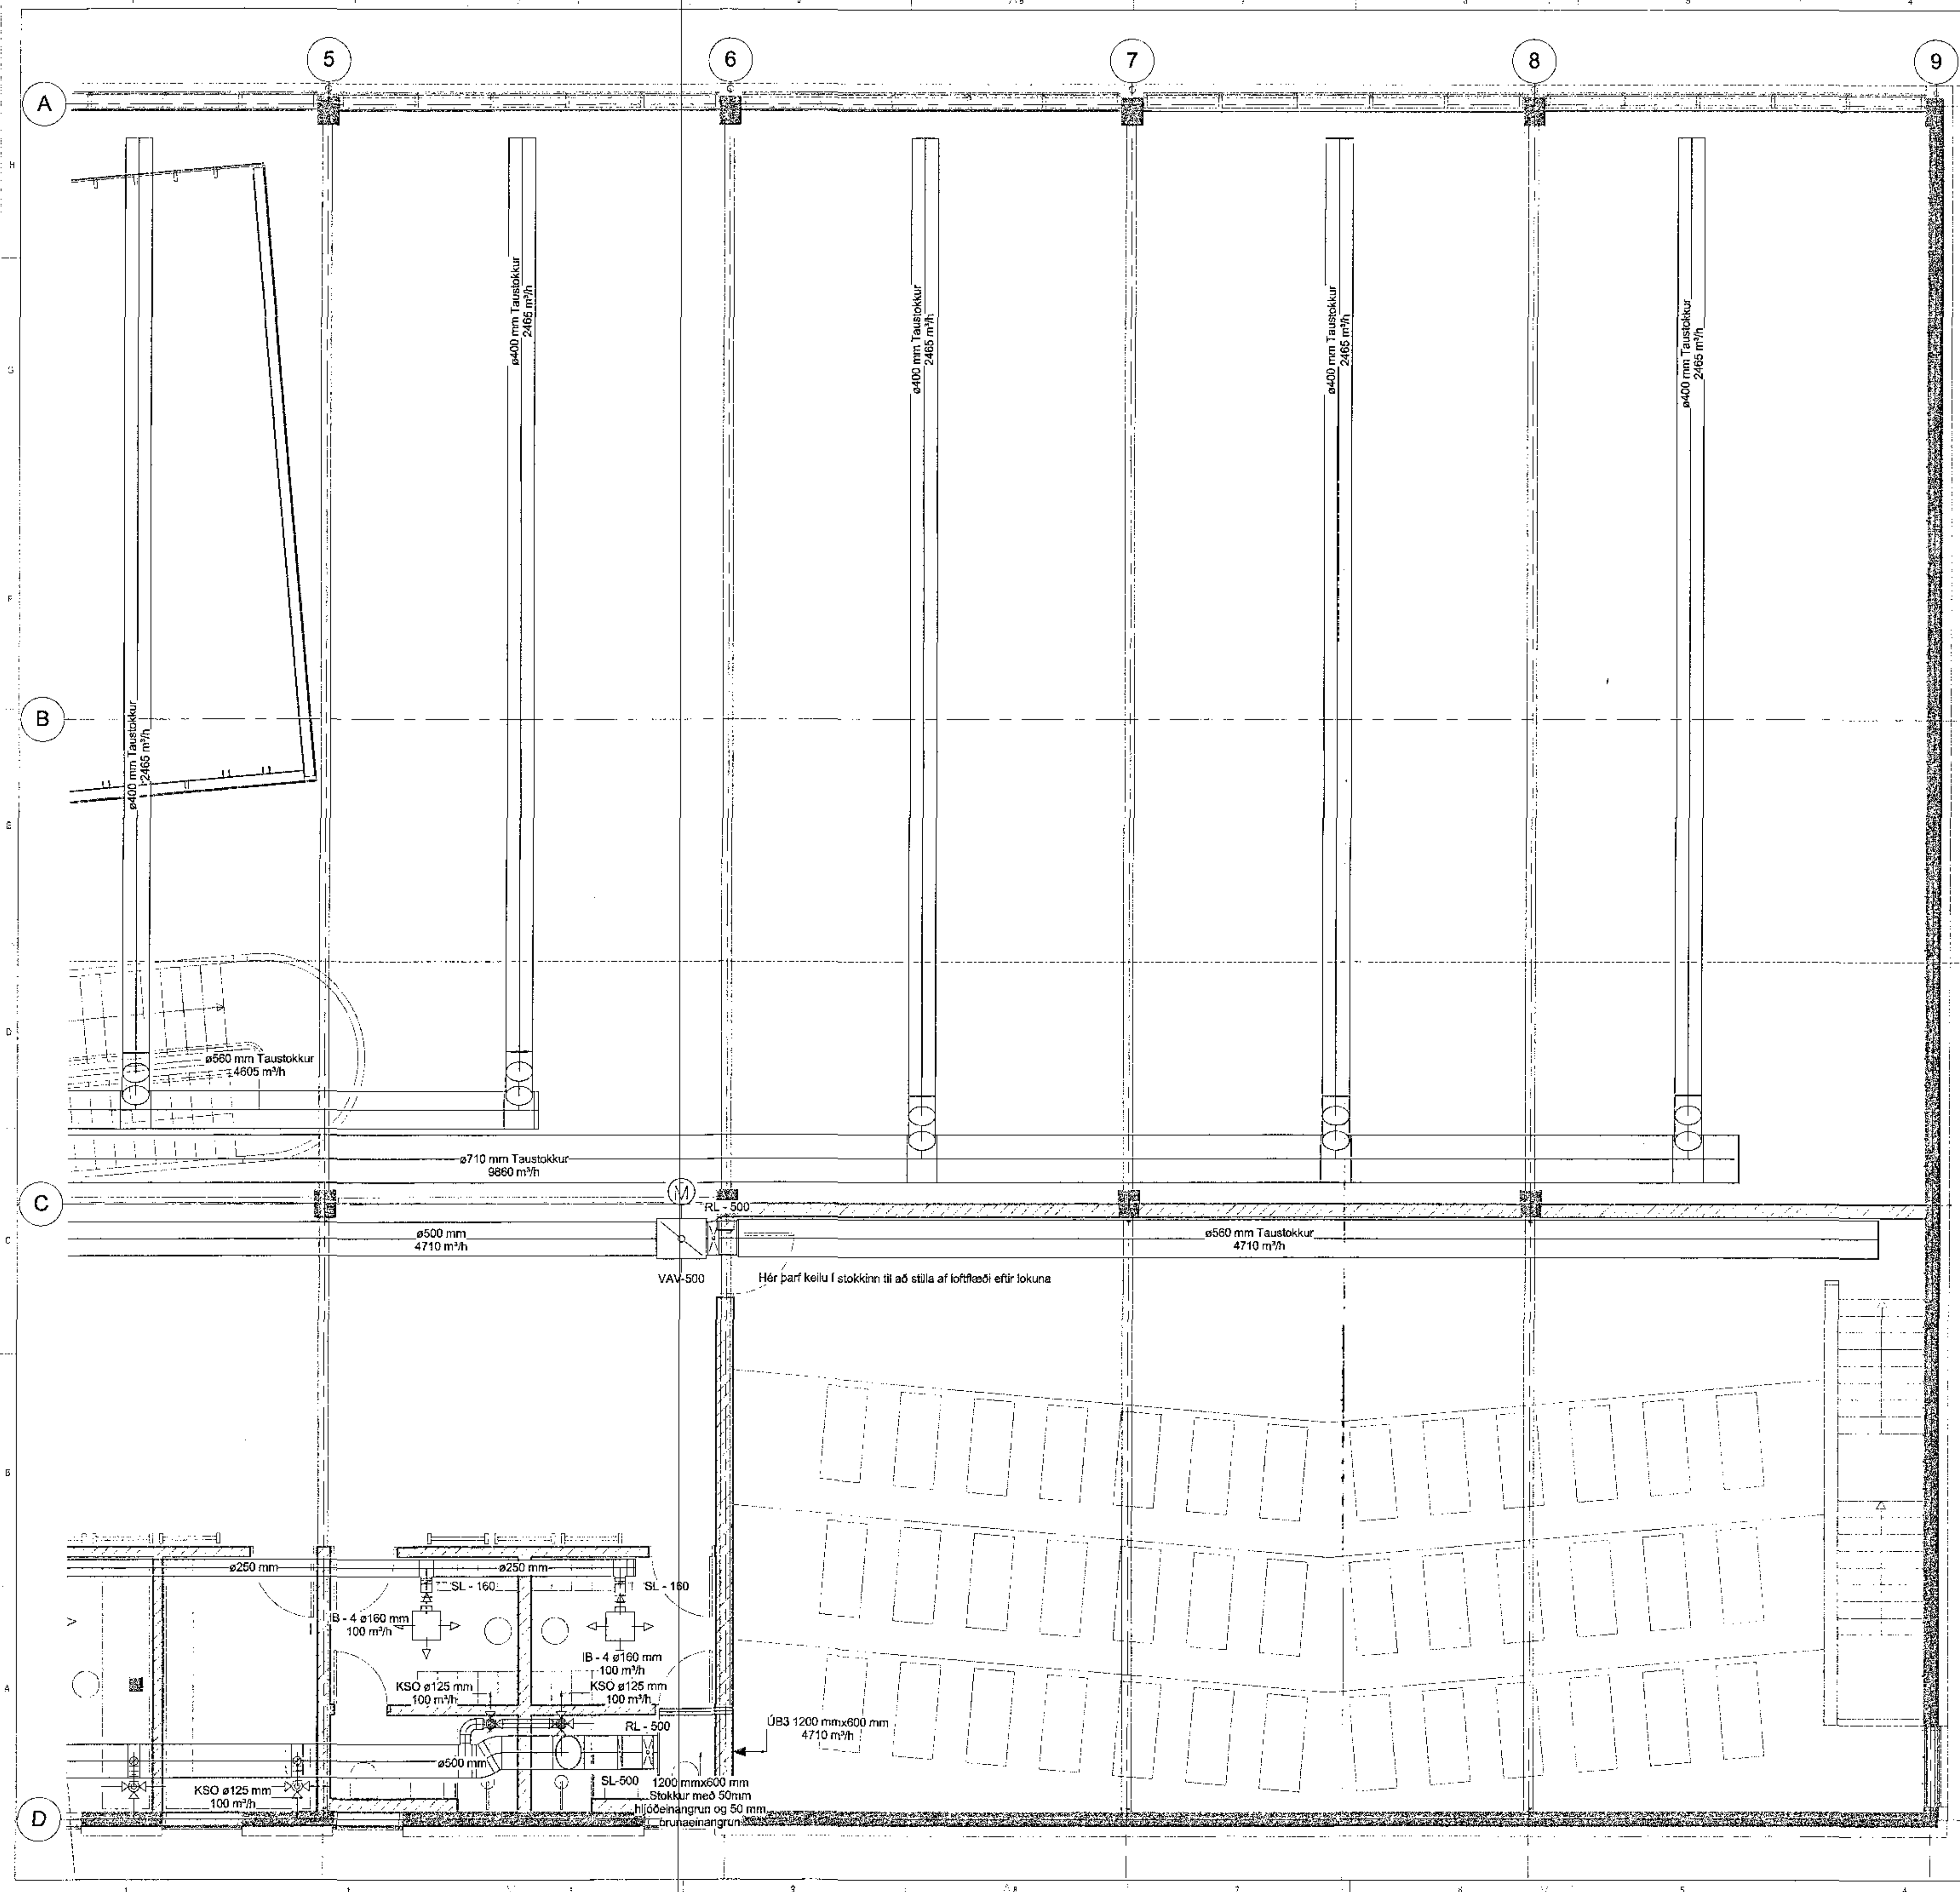 5
6
7
8
9
A
H
ø400 mm Taustokkur
2465 m³/h
ø400 mm Taustokkur
2465 m³/h
ø400 mm Taustokkur
2465 m³/h
ø400 mm Taustokkur
2465 m³/h
G
F
B
ø400 mm Taustokkur
2465 m³/h
E
D
ø560 mm Taustokkur
4605 m³/h
ø710 mm Taustokkur
9860 m³/h
C
M
RL - 500
C
ø500 mm
4710 m³/h
ø560 mm Taustokkur
4710 m³/h
VAV-500
Hér þarf keilu í stokkinn til að stilla af loftflæði eftir lokuna
B
ø250 mm
ø250 mm
SL - 160
SL - 160
IB - 4 ø160 mm
100 m³/h
IB - 4 ø160 mm
100 m³/h
A
KSO ø125 mm
100 m³/h
KSO ø125 mm
100 m³/h
RL - 500
ÚB3 1200 mmx600 mm
4710 m³/h
ø500 mm
KSO ø125 mm
100 m³/h
SL-500
1200 mmx600 mm
Stokkur með 50mm
hljóðeinangrun og 50 mm
brunaeinangrun
D